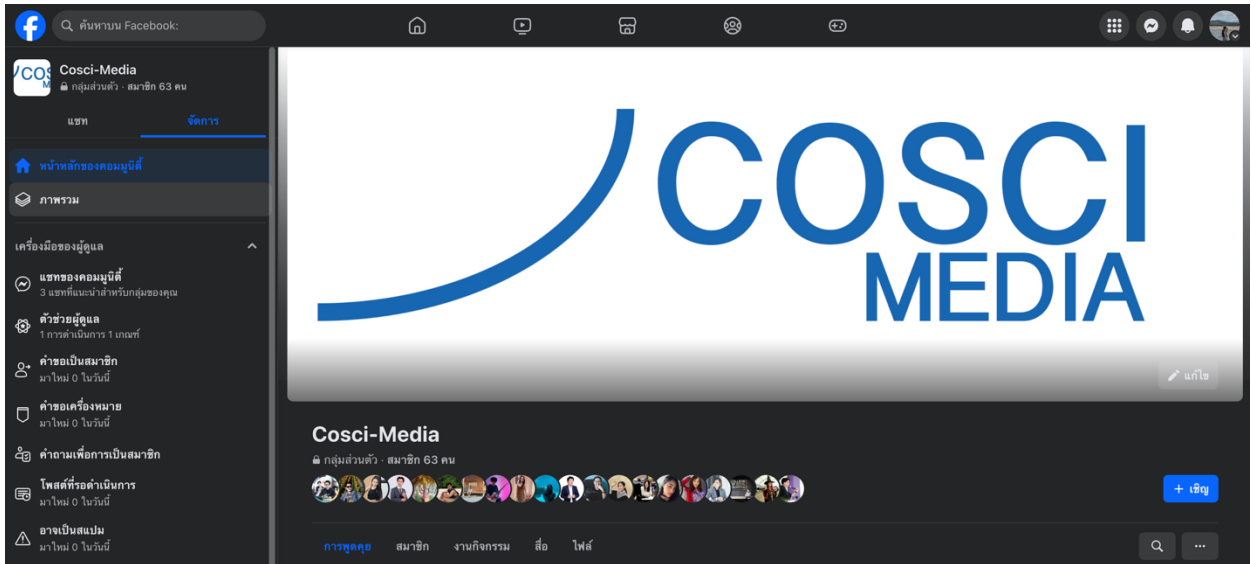 ค้นหาบน Facebook:
Cosci-Media
กลุ่มส่วนตัว · สมาชิก 63 คน
แชท
จัดการ
หน้าหลักของคอมมูนิตี้
ภาพรวม
เครื่องมือของผู้ดูแล
แชทของคอมมูนิตี้
3 แชทที่แนะนำสำหรับกลุ่มของคุณ
ตัวช่วยผู้ดูแล
1 การดำเนินการ 1 เกณฑ์
คำขอเป็นสมาชิก
มาใหม่ 0 ในวันนี้
คำขอเครื่องหมาย
มาใหม่ 0 ในวันนี้
คำถามเพื่อการเป็นสมาชิก
โพสต์ที่รอดำเนินการ
มาใหม่ 0 ในวันนี้
อาจเป็นสแปม
มาใหม่ 0 ในวันนี้
COSCI
MEDIA
แก้ไข
Cosci-Media
กลุ่มส่วนตัว · สมาชิก 63 คน
+ เชิญ
การพูดคุย สมาชิก งานกิจกรรม สื่อ ไฟล์